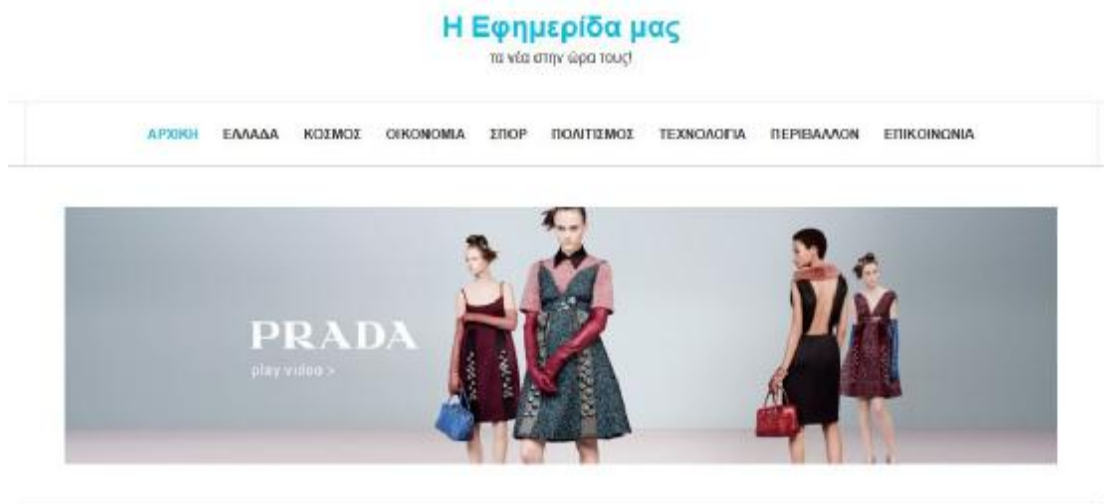 Η Εφημερίδα μας
τα νέα στην ώρα τους!
ΑΡΧΙΚΗ ΕΛΛΑΔΑ ΚΟΣΜΟΣ ΟΙΚΟΝΟΜΙΑ ΣΠΟΡ ΠΟΛΙΤΙΣΜΟΣ ΤΕΧΝΟΛΟΓΙΑ ΠΕΡΙΒΑΛΛΟΝ ΕΠΙΚΟΙΝΩΝΙΑ
PRADA
play video >